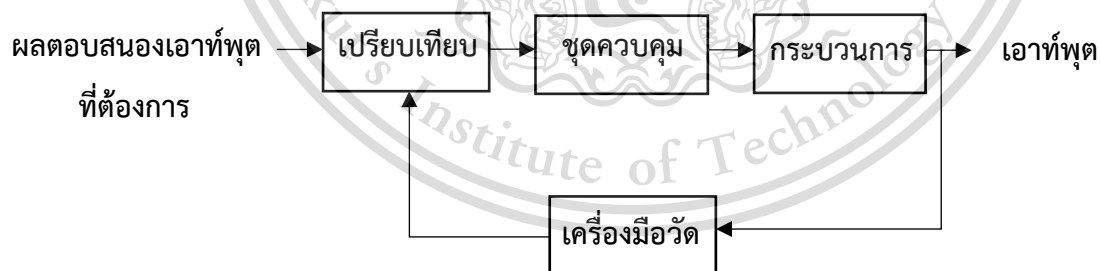 ผลตอบสนองเอาท์พุต
ที่ต้องการ
เปรียบเทียบ
ชุดควบคุม
กระบวนการ
เอาท์พุต
เครื่องมือวัด
Institute of Technology